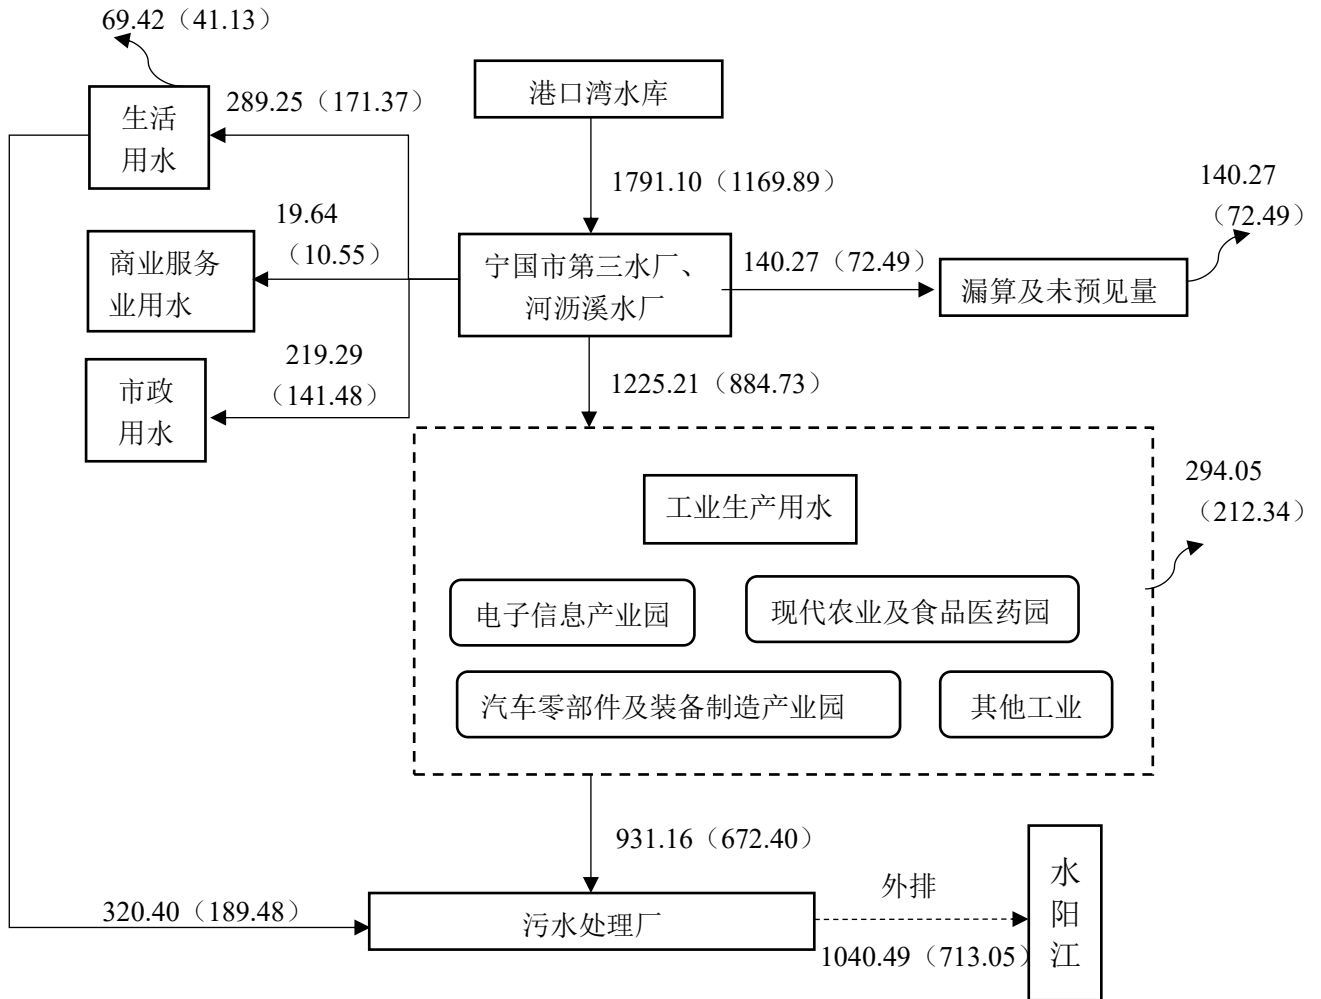 69.42（41.13）
港口湾水库
289.25（171.37）
生活
用水
1791.10（1169.89）
140.27
（72.49）
19.64
（10.55）
商业服务
业用水
宁国市第三水厂、
河沥溪水厂
140.27（72.49）
漏算及未预见量
219.29
（141.48）
市政
用水
1225.21（884.73）
294.05
（212.34）
工业生产用水
电子信息产业园
现代农业及食品医药园
汽车零部件及装备制造产业园
其他工业
931.16（672.40）
320.40（189.48）
污水处理厂
外排
1040.49（713.05）
水
阳
江